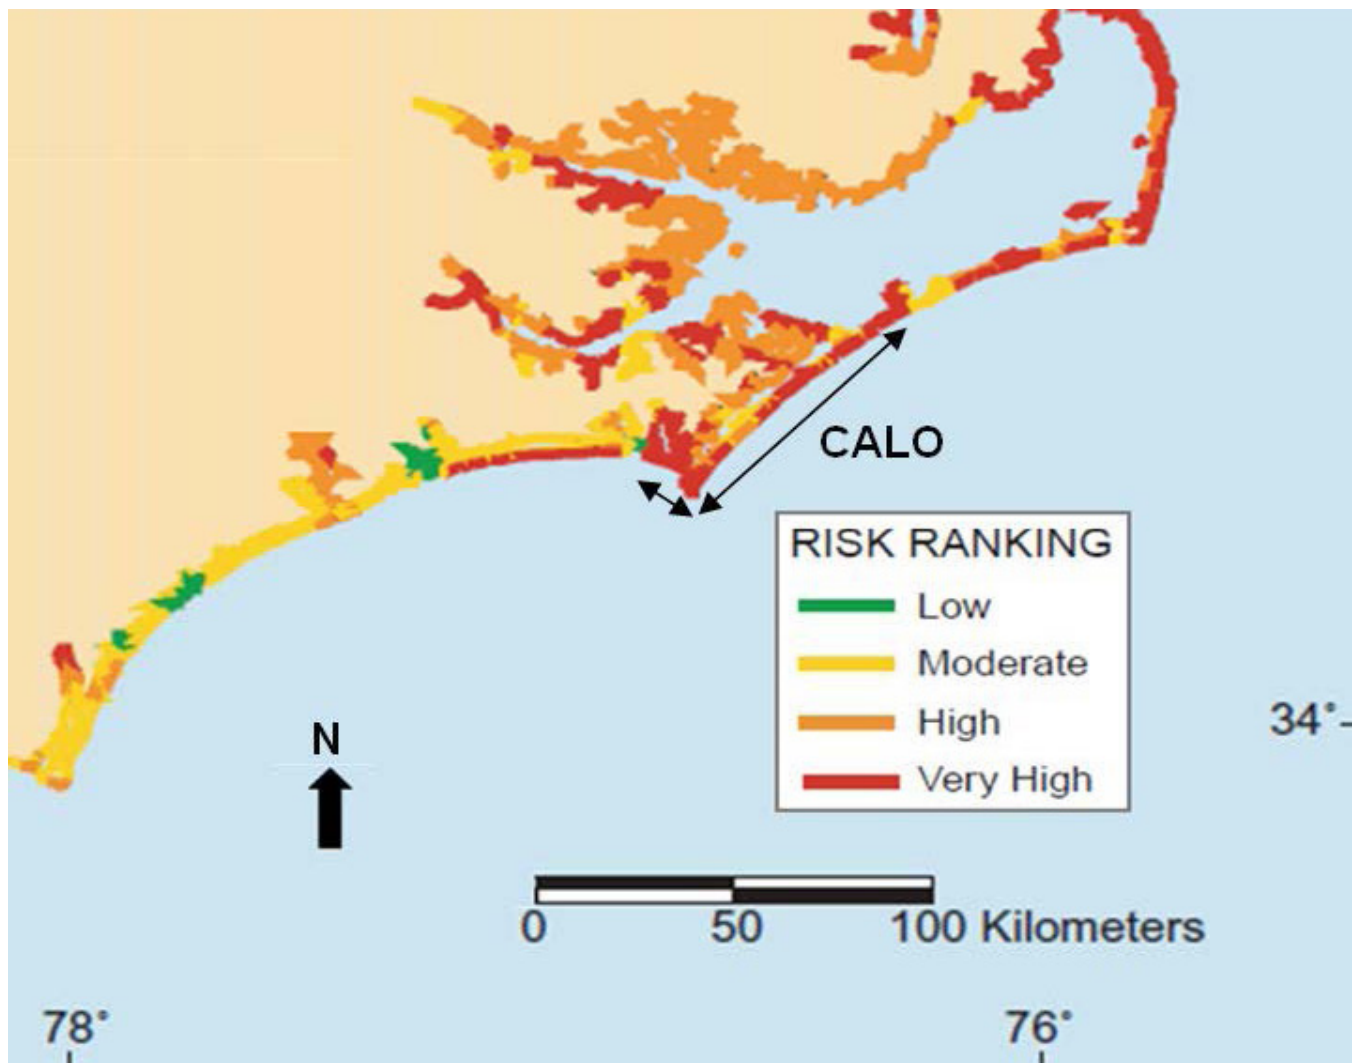 CALO
RISK RANKING
Low
Moderate
High
Very High
34°
N
0 50 100 Kilometers
78° 76°